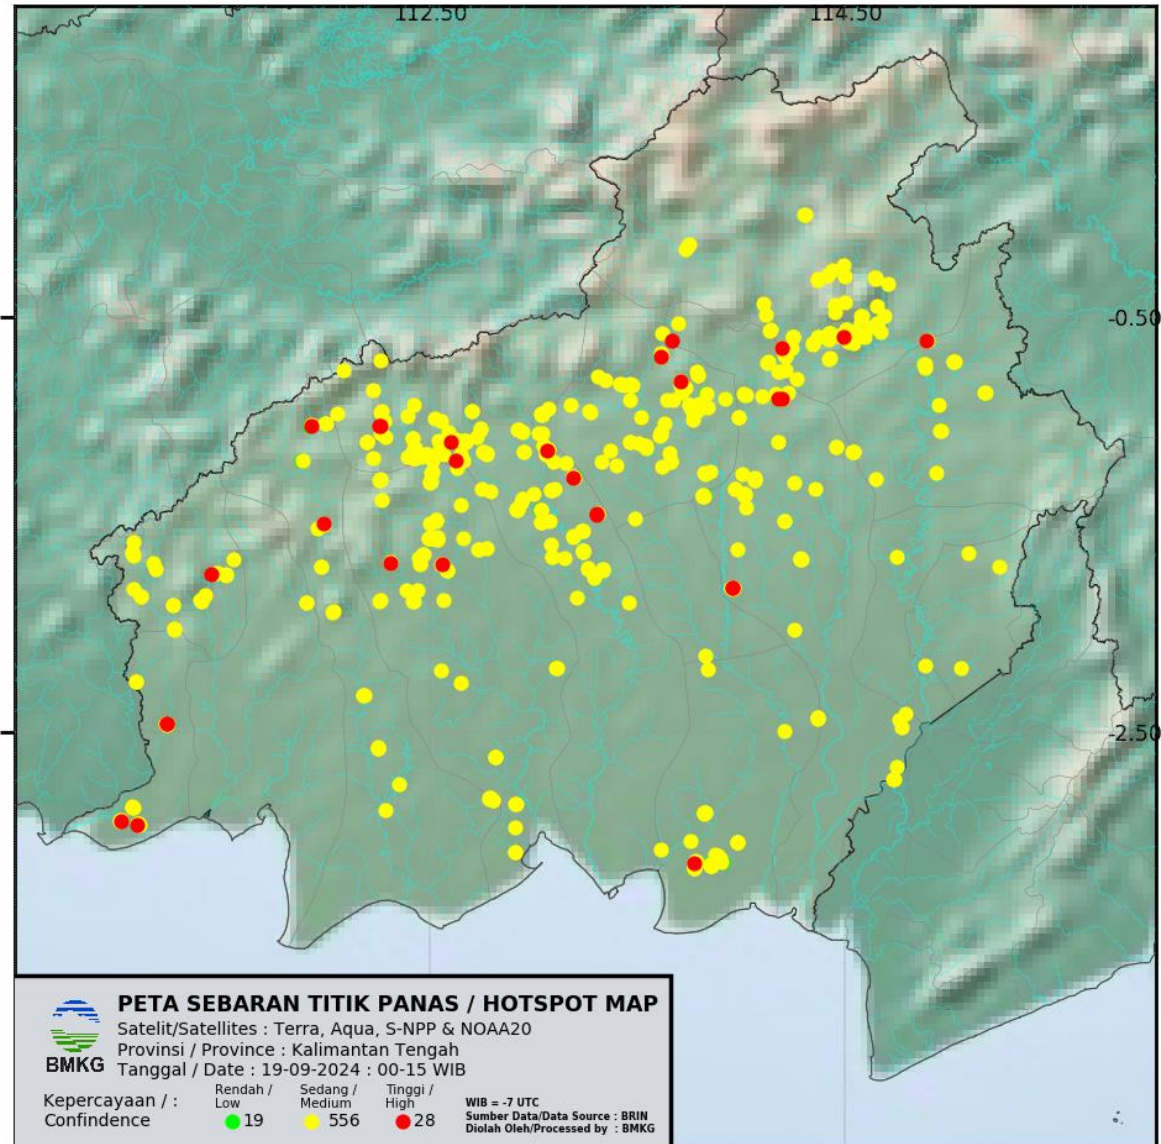 112.50
114.50
-0.50
-2.50
PETA SEBARAN TITIK PANAS / HOTSPOT MAP
Satelit/Satellites : Terra, Aqua, S-NPP & NOAA20
Provinsi / Province : Kalimantan Tengah
Tanggal / Date : 19-09-2024 : 00-15 WIB
BMKG
Kepercayaan / :
Confindence
Rendah /
Low
19
Sedang /
Medium
556
Tinggi /
High
28
WIB = -7 UTC
Sumber Data/Data Source : BRIN
Diolah Oleh/Processed by : BMKG